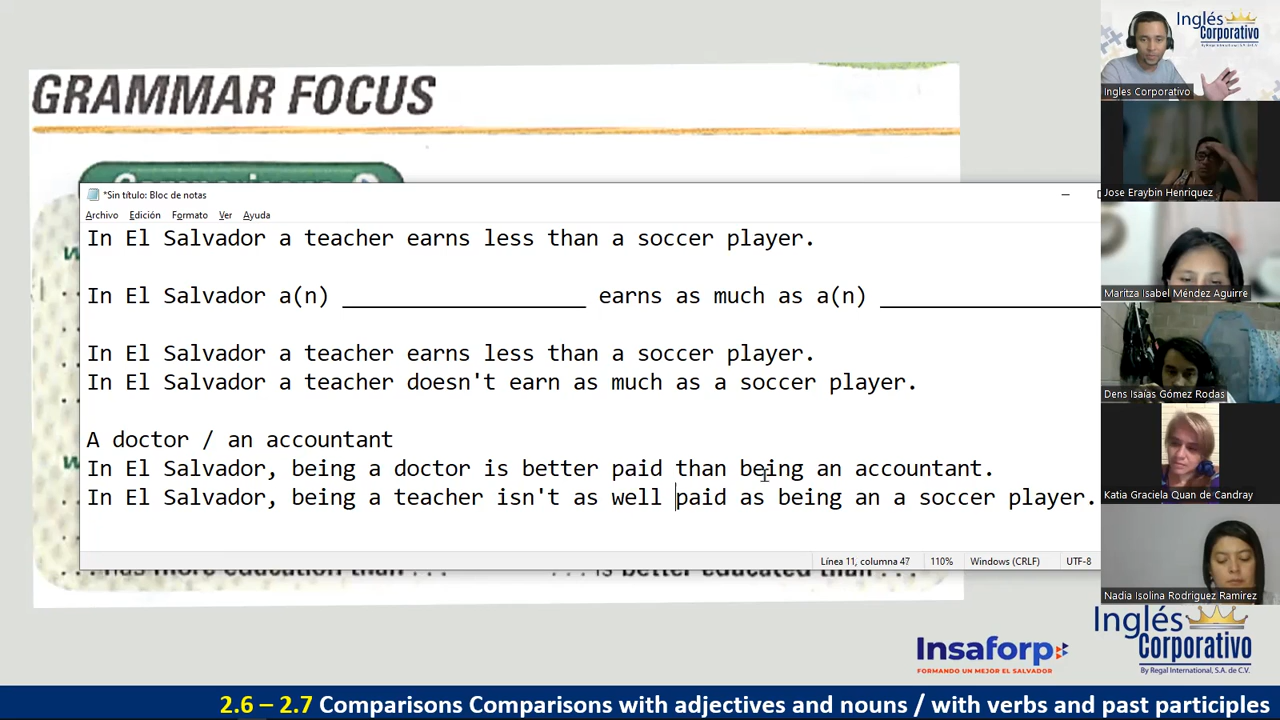 GRAMMAR FOCUS
*Sin título: Bloc de notas
Archivo Edición Formato Ver Ayuda
In El Salvador a teacher earns less than a soccer player.
In El Salvador a(n) ___________________ earns as much as a(n) _________________
In El Salvador a teacher earns less than a soccer player.
In El Salvador a teacher doesn't earn as much as a soccer player.
A doctor / an accountant
In El Salvador, being a doctor is better paid than being an accountant.
In El Salvador, being a teacher isn't as well paid as being an a soccer player.
Línea 11, columna 47 110% Windows (CRLF) UTF-8
...has more education than ... ...is better educated than ...
Inglés Corporativo
Ingles Corporativo
Jose Eraybin Henriquez
Maritza Isabel Méndez Aguirre
Dens Isaías Gómez Rodas
Katia Graciela Quan de Candray
Nadia Isolina Rodriguez Ramirez
Insaforp
FORMANDO UN MEJOR EL SALVADOR
Inglés
Corporativo
By Regal International, S.A. de C.V.
2.6 – 2.7 Comparisons Comparisons with adjectives and nouns / with verbs and past participles